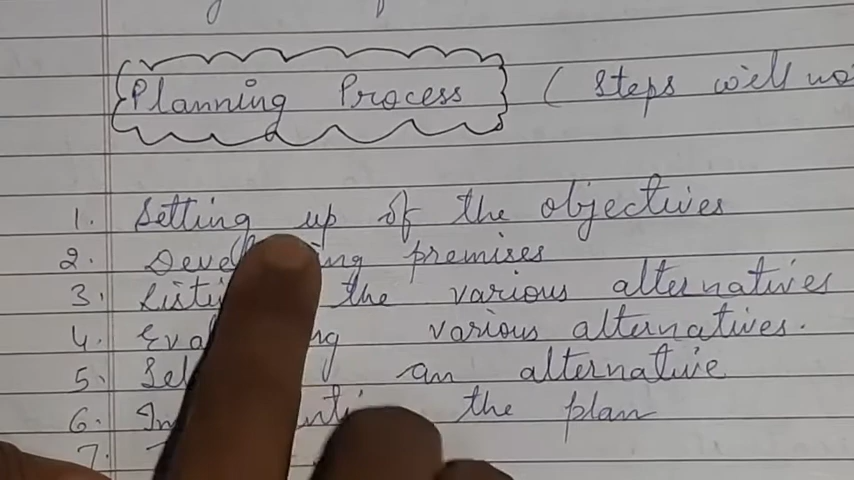 Planning Process ( Steps will
1. Setting up of the objectives
2. premises
3. the various alternatives
4. various alternatives.
5. an alternative
6. the plan
7.